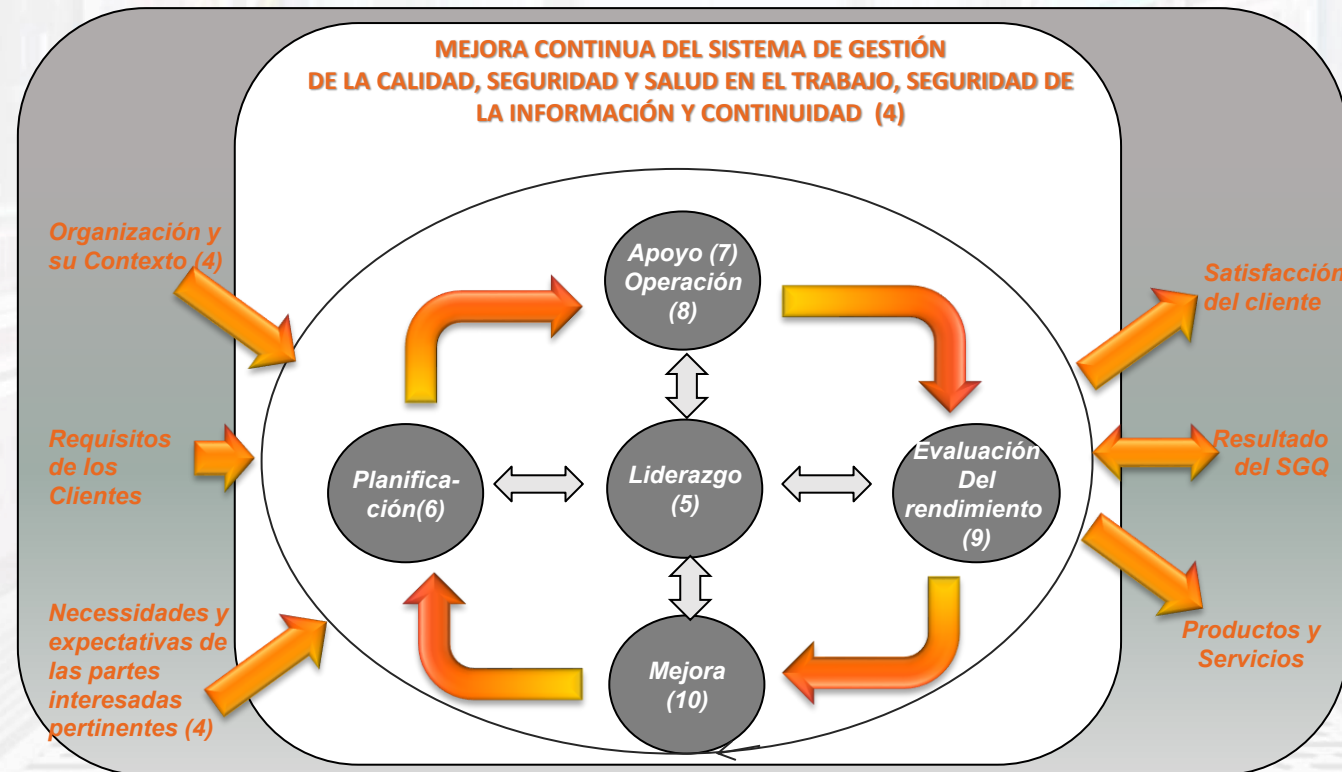 MEJORA CONTINUA DEL SISTEMA DE GESTIÓN
DE LA CALIDAD, SEGURIDAD Y SALUD EN EL TRABAJO, SEGURIDAD DE
LA INFORMACIÓN Y CONTINUIDAD (4)
Organización y
su Contexto (4)
Requisitos
de los
Clientes
Necessidades y
expectativas de
las partes
interesadas
pertinentes (4)
Apoyo (7)
Operación
(8)
Planifica-
ción(6)
Liderazgo
(5)
Evaluación
Del
rendimiento
(9)
Mejora
(10)
Satisfacción
del cliente
Resultado
del SGQ
Productos y
Servicios